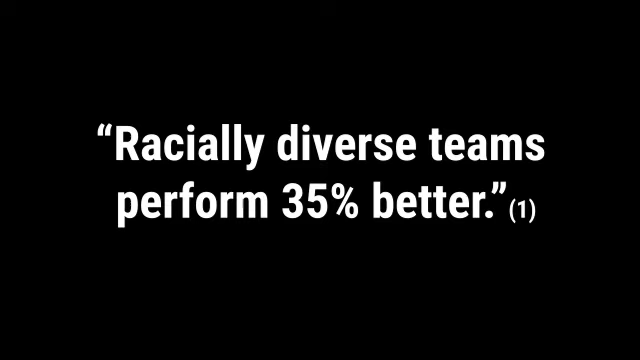 “Racially diverse teams
perform 35% better.”(1)